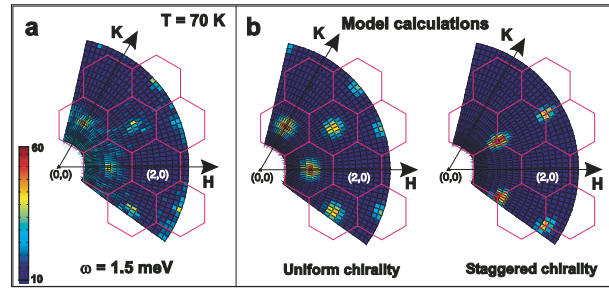 a
T = 70 K
K
60
10
(0,0)
(2,0)
H
ω = 1.5 meV
b
Model calculations
K
(0,0)
(2,0)
H
Uniform chirality
K
(0,0)
(2,0)
H
Staggered chirality